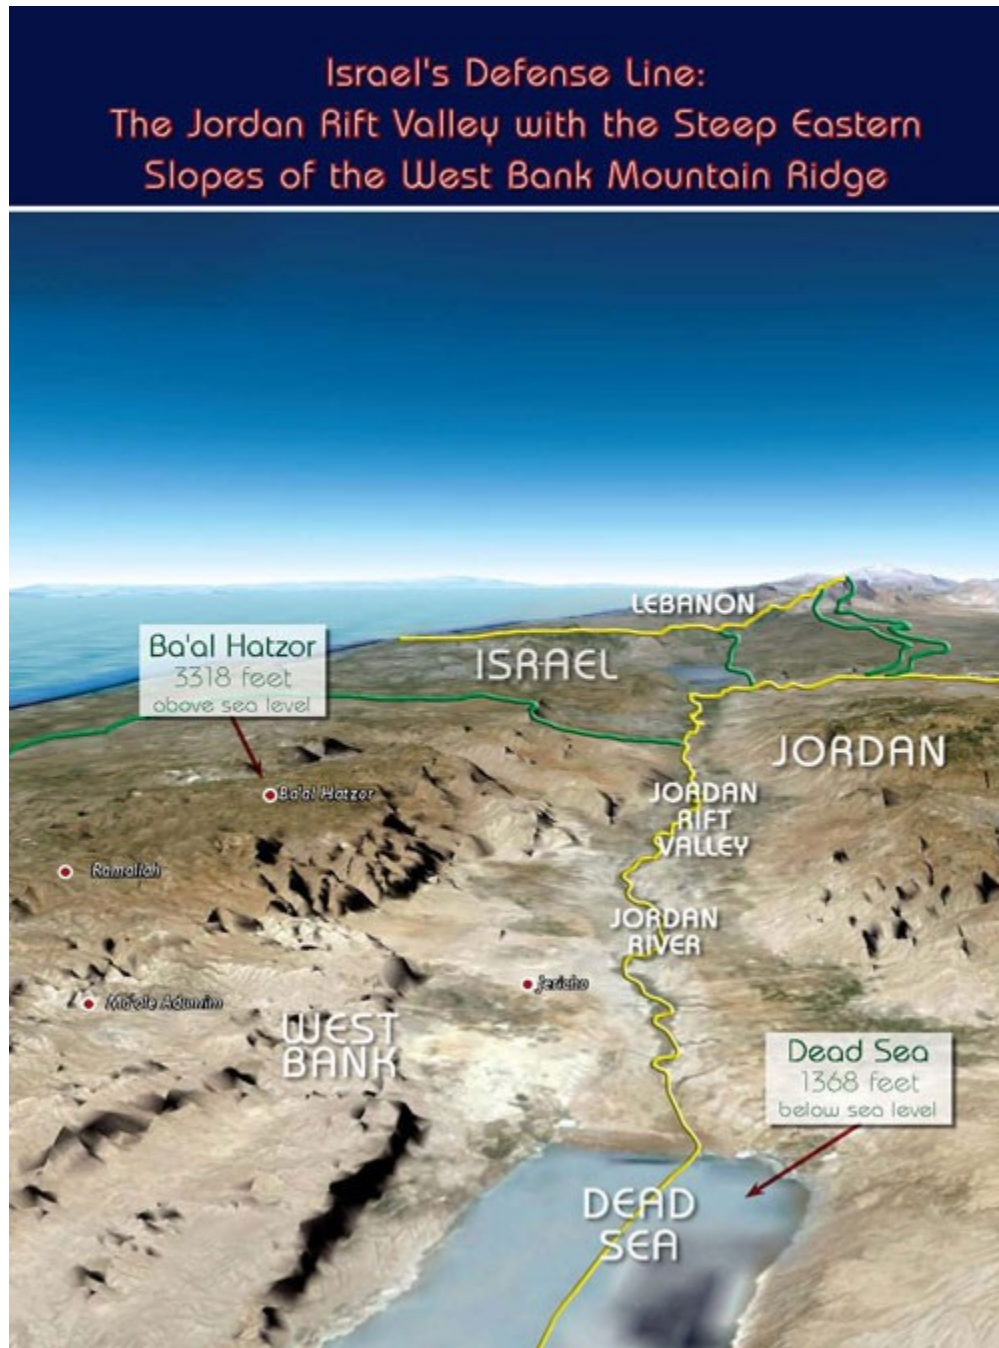 Israel's Defense Line:
The Jordan Rift Valley with the Steep Eastern
Slopes of the West Bank Mountain Ridge
LEBANON
Ba'al Hatzor
3318 feet
above sea level
ISRAEL
JORDAN
Ba'al Hatzor
JORDAN
RIFT
VALLEY
Ramallah
JORDAN
RIVER
Jericho
Ma'ale Adumim
WEST
BANK
Dead Sea
1368 feet
below sea level
DEAD
SEA